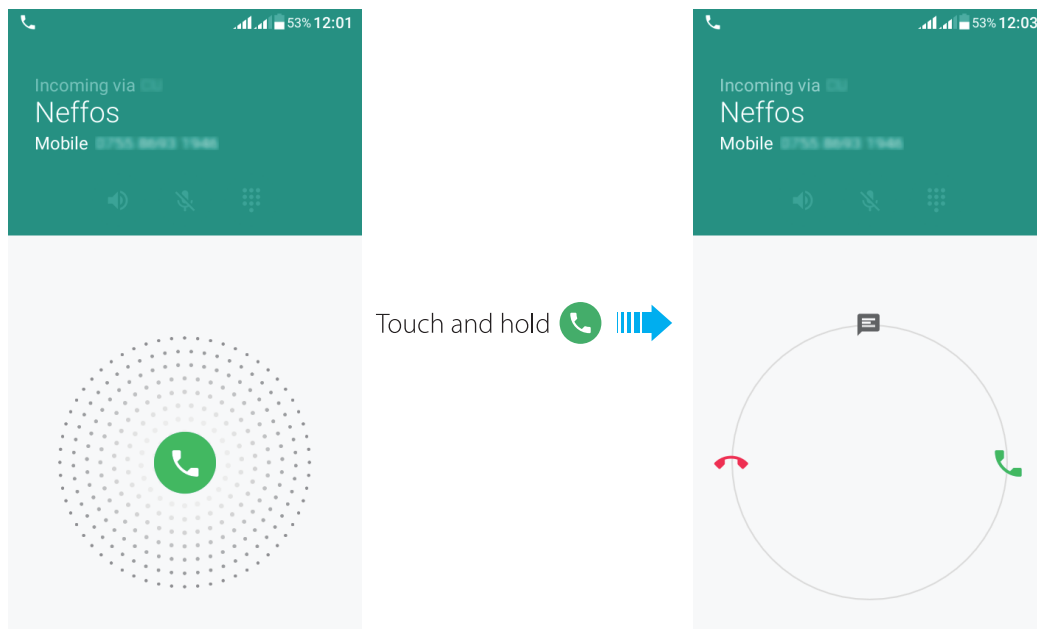 53% 12:01
Incoming via
Neffos
Mobile
Touch and hold
53% 12:03
Incoming via
Neffos
Mobile